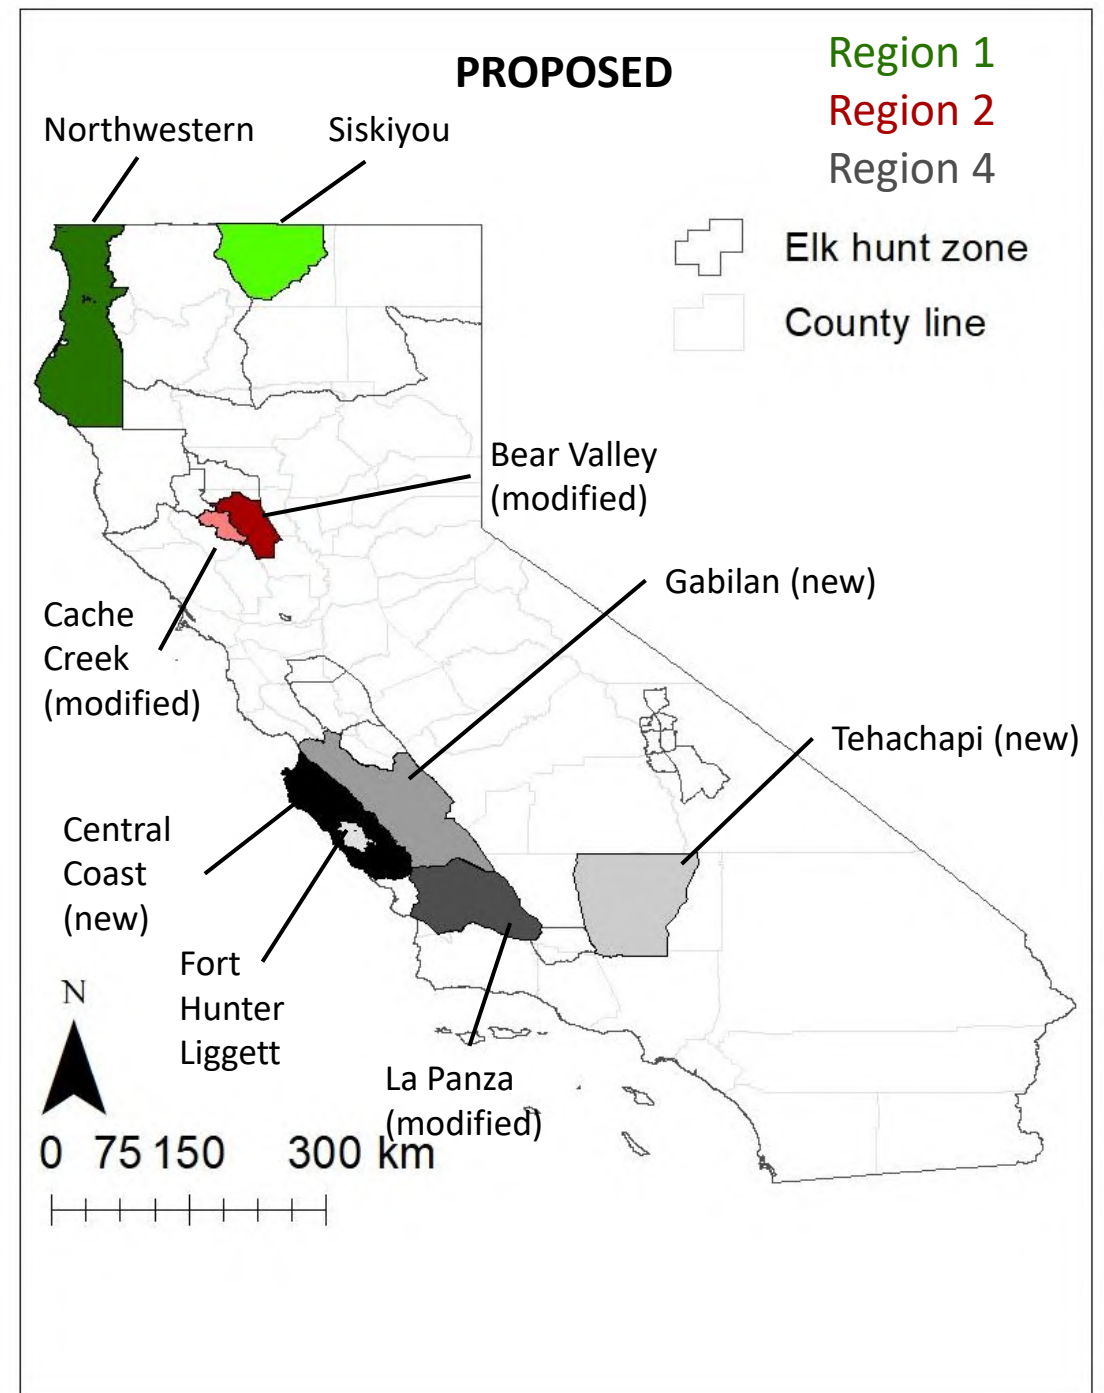 PROPOSED
Region 1
Region 2
Region 4
Northwestern
Siskiyou
Elk hunt zone
County line
Bear Valley
(modified)
Gabilan (new)
Cache
Creek
(modified)
Tehachapi (new)
Central
Coast
(new)
Fort
Hunter
Liggett
La Panza
(modified)
N
0 75 150 300 km